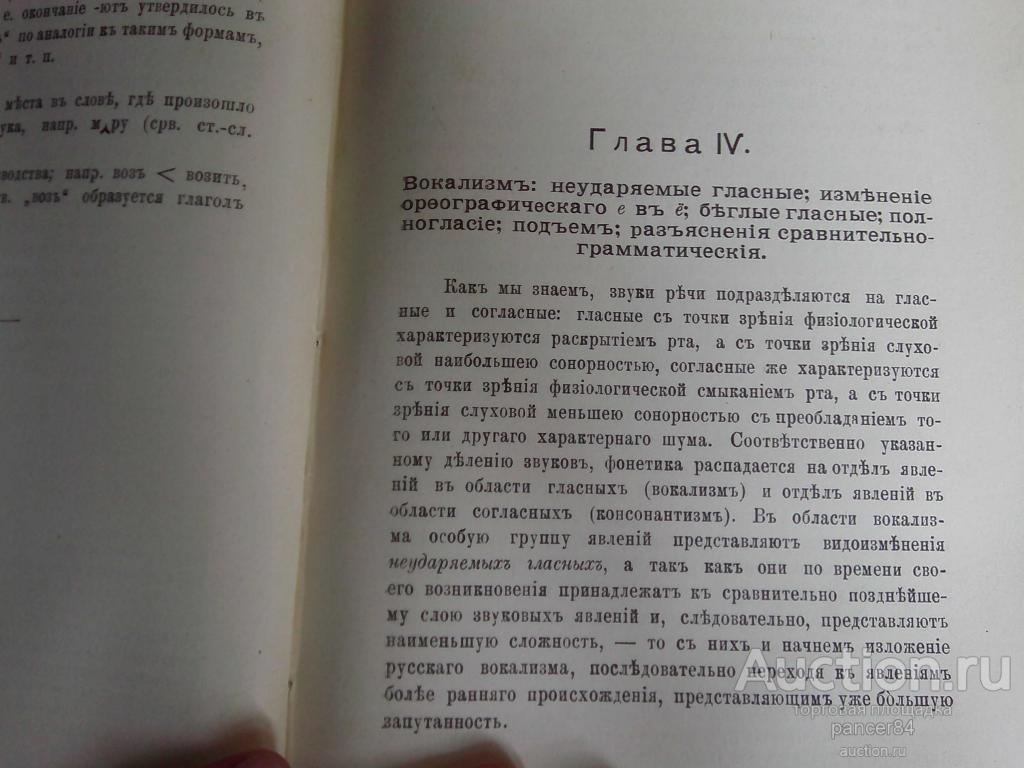 е. окончаніе -ютъ утвердилось въ
по аналогіи къ такимъ формамъ,
и т. п.
мѣста въ словѣ, гдѣ произошло
напр. мѧру (срв. ст.-сл.
напр. возъ < возить,
„возъ“ образуется глаголъ
Глава IV.
Вокализмъ: неударяемые гласные; измѣненіе
орѳографическаго е въ ё; бѣглые гласные; пол-
ногласіе; подъемъ; разъясненія сравнительно-
грамматическія.
Какъ мы знаемъ, звуки рѣчи подраздѣляются на глас-
ные и согласные: гласные съ точки зрѣнія физіологической
характеризуются раскрытіемъ рта, а съ точки зрѣнія слухо-
вой наибольшею сонорностью, согласные же характеризуются
съ точки зрѣнія физіологической смыканіемъ рта, а съ точки
зрѣнія слуховой меньшею сонорностью съ преобладаніемъ то-
го или другаго характернаго шума. Соотвѣтственно указан-
ному дѣленію звуковъ, фонетика распадается на отдѣлъ явле-
ній въ области гласныхъ (вокализмъ) и отдѣлъ явленій въ
области согласныхъ (консонантизмъ). Въ области вокализ-
ма особую группу явленій представляютъ видоизмѣненія
неударяемыхъ гласныхъ, а такъ какъ они по времени сво-
его возникновенія принадлежатъ къ сравнительно позднѣйше-
му слою звуковыхъ явленій и, слѣдовательно, представляютъ
наименьшую сложность, — то съ нихъ и начнемъ изложеніе
русскаго вокализма, послѣдовательно переходя къ явленіямъ
болѣе ранняго происхожденія, представляющимъ уже бо̀льшую
запутанность.
Auction.ru
торговая площадка
pancer84
auction.ru